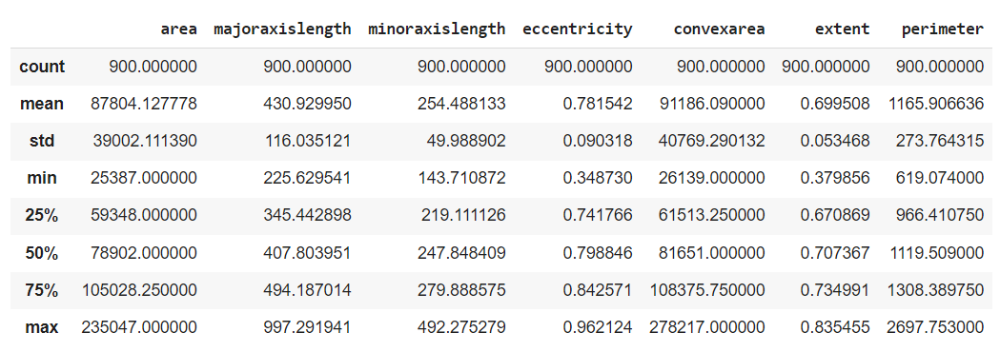 area majoraxislength minoraxislength eccentricity convexarea extent perimeter
count 900.000000 900.000000 900.000000 900.000000 900.000000 900.000000 900.000000
mean 87804.127778 430.929950 254.488133 0.781542 91186.090000 0.699508 1165.906636
std 39002.111390 116.035121 49.988902 0.090318 40769.290132 0.053468 273.764315
min 25387.000000 225.629541 143.710872 0.348730 26139.000000 0.379856 619.074000
25% 59348.000000 345.442898 219.111126 0.741766 61513.250000 0.670869 966.410750
50% 78902.000000 407.803951 247.848409 0.798846 81651.000000 0.707367 1119.509000
75% 105028.250000 494.187014 279.888575 0.842571 108375.750000 0.734991 1308.389750
max 235047.000000 997.291941 492.275279 0.962124 278217.000000 0.835455 2697.753000